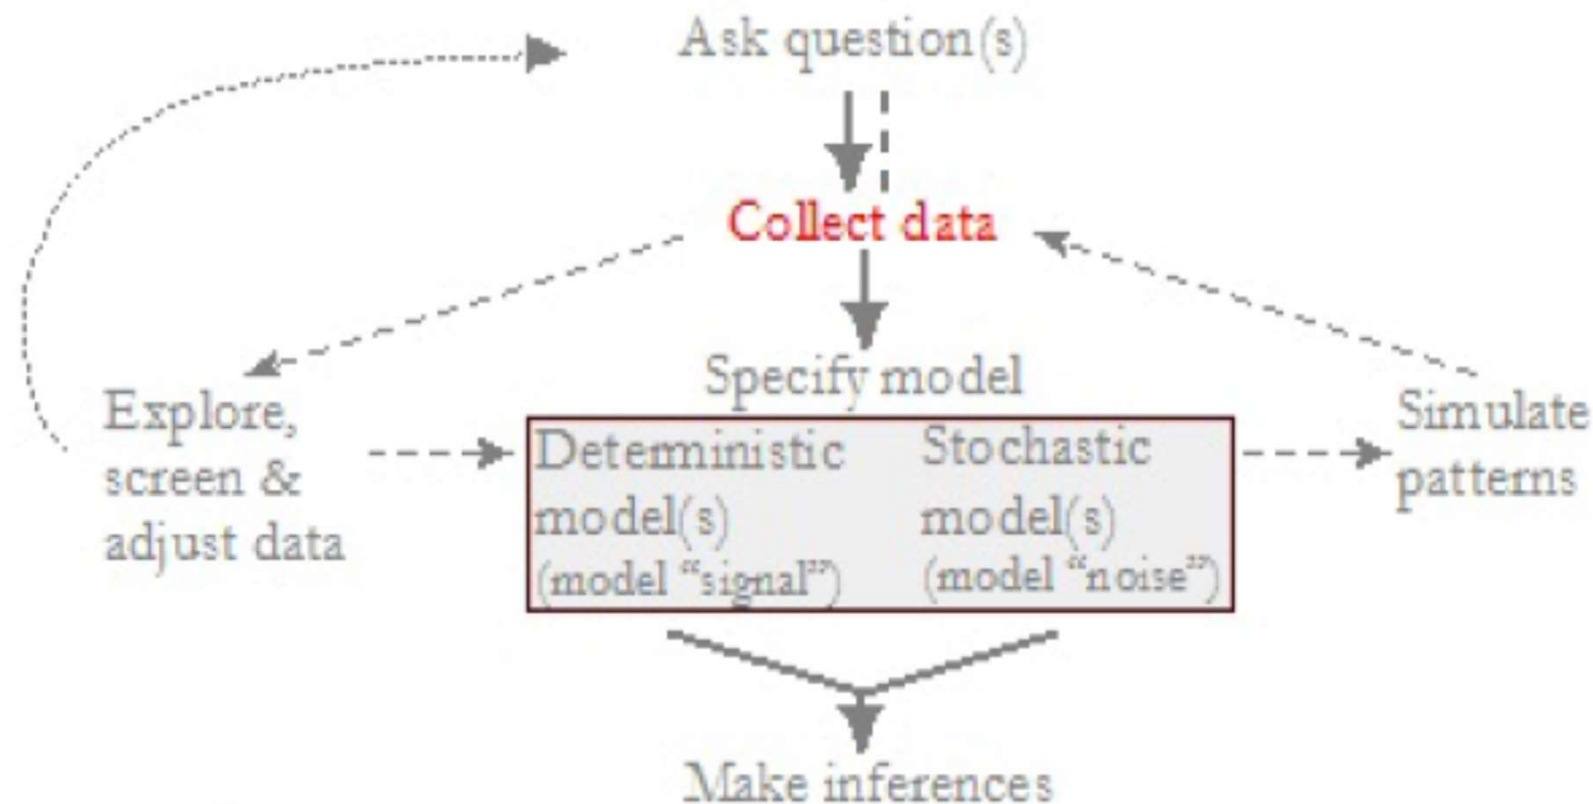 Ask question(s)
Collect data
Specify model
Explore,
screen &
adjust data
Deterministic
model(s)
(model “signal”)
Stochastic
model(s)
(model “noise”)
Simulate
patterns
Make inferences